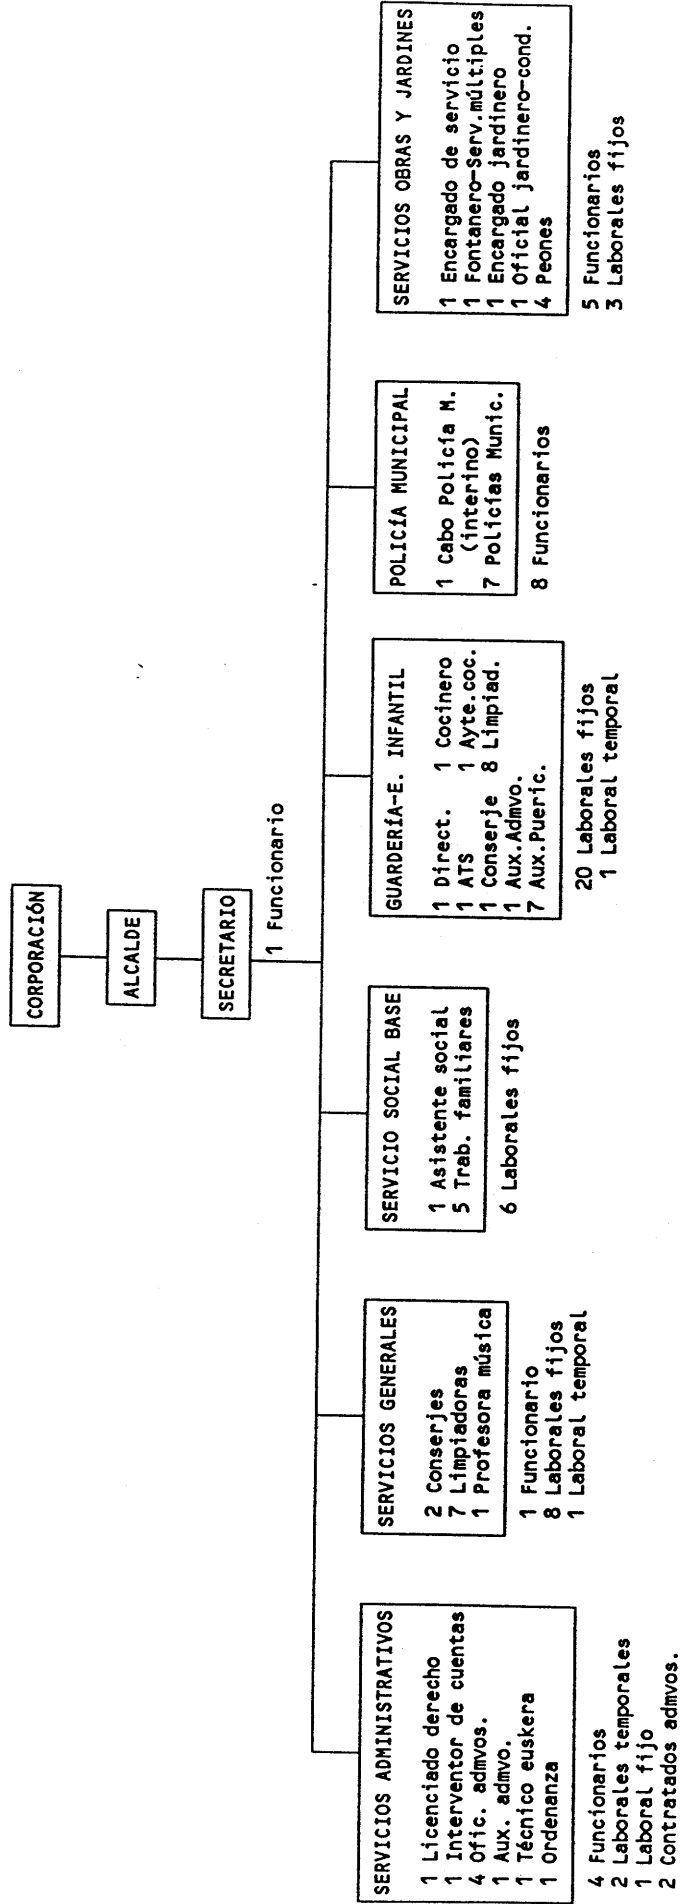 CORPORACIÓN
ALCALDE
SECRETARIO
1 Funcionario
SERVICIOS ADMINISTRATIVOS
1 Licenciado derecho
1 Interventor de cuentas
4 Ofic. admvos.
1 Aux. admvo.
1 Técnico euskera
1 Ordenanza
4 Funcionarios
2 Laborales temporales
1 Laboral fijo
2 Contratados admvos.
SERVICIOS GENERALES
2 Conserjes
7 Limpiadoras
1 Profesora música
1 Funcionario
8 Laborales fijos
1 Laboral temporal
SERVICIO SOCIAL BASE
1 Asistente social
5 Trab. familiares
6 Laborales fijos
GUARDERÍA-E. INFANTIL
1 Direct. 1 Cocinero
1 ATS 1 Ayte.coc.
1 Conserje 8 Limpiad.
1 Aux.Admvo.
7 Aux.Pueric.
20 Laborales fijos
1 Laboral temporal
POLICÍA MUNICIPAL
1 Cabo Policía M.
(interino)
7 Policías Munic.
8 Funcionarios
SERVICIOS OBRAS Y JARDINES
1 Encargado de servicio
1 Fontanero-Serv.múltiples
1 Encargado jardinero
1 Oficial jardinero-cond.
4 Peones
5 Funcionarios
3 Laborales fijos